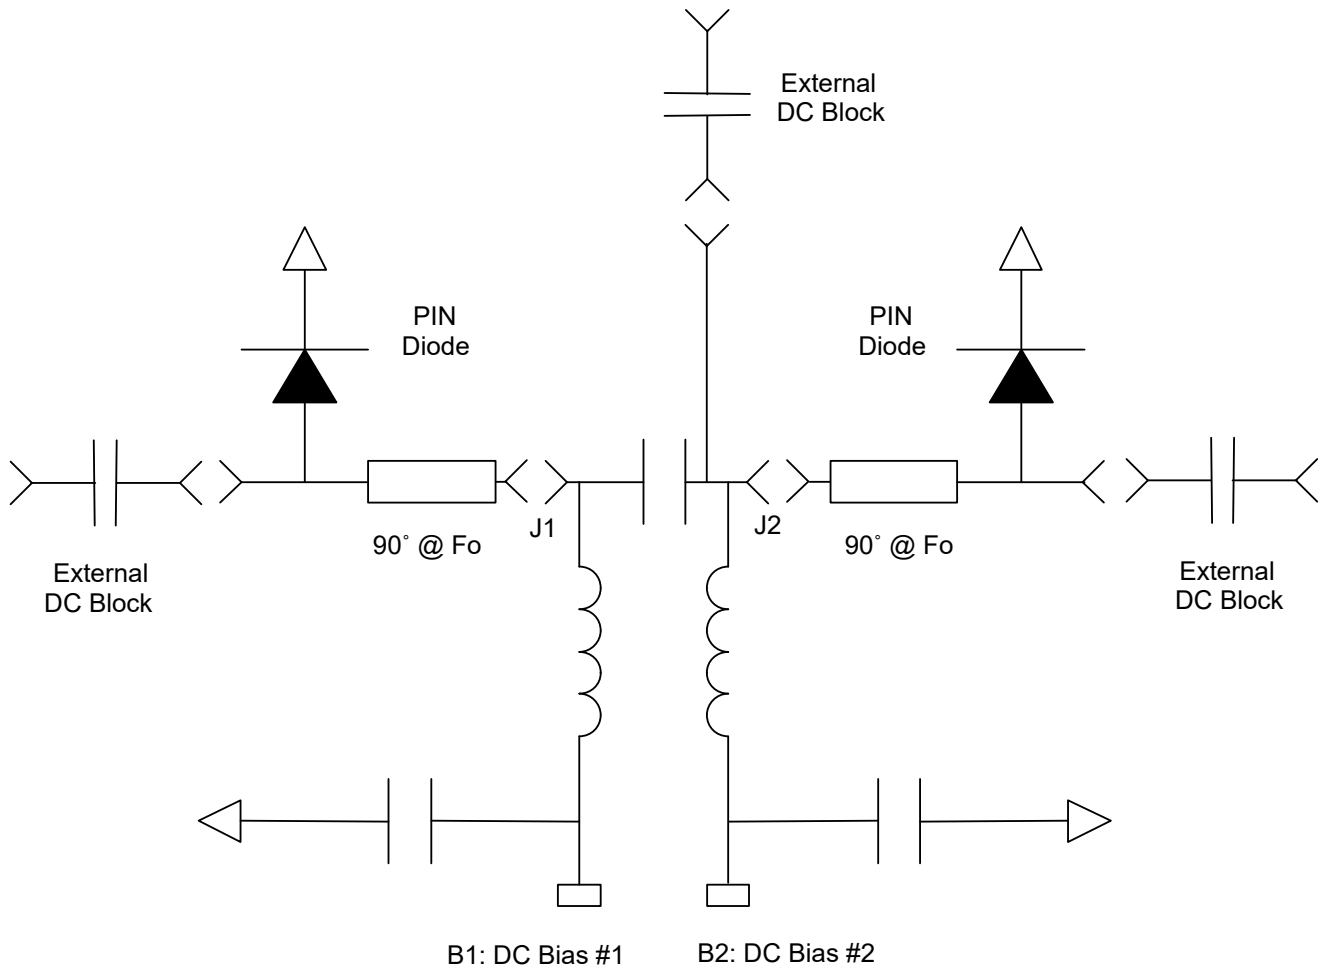 External
DC Block
PIN
Diode
PIN
Diode
J1
J2
90˚ @ Fo
90˚ @ Fo
External
DC Block
External
DC Block
B1: DC Bias #1
B2: DC Bias #2